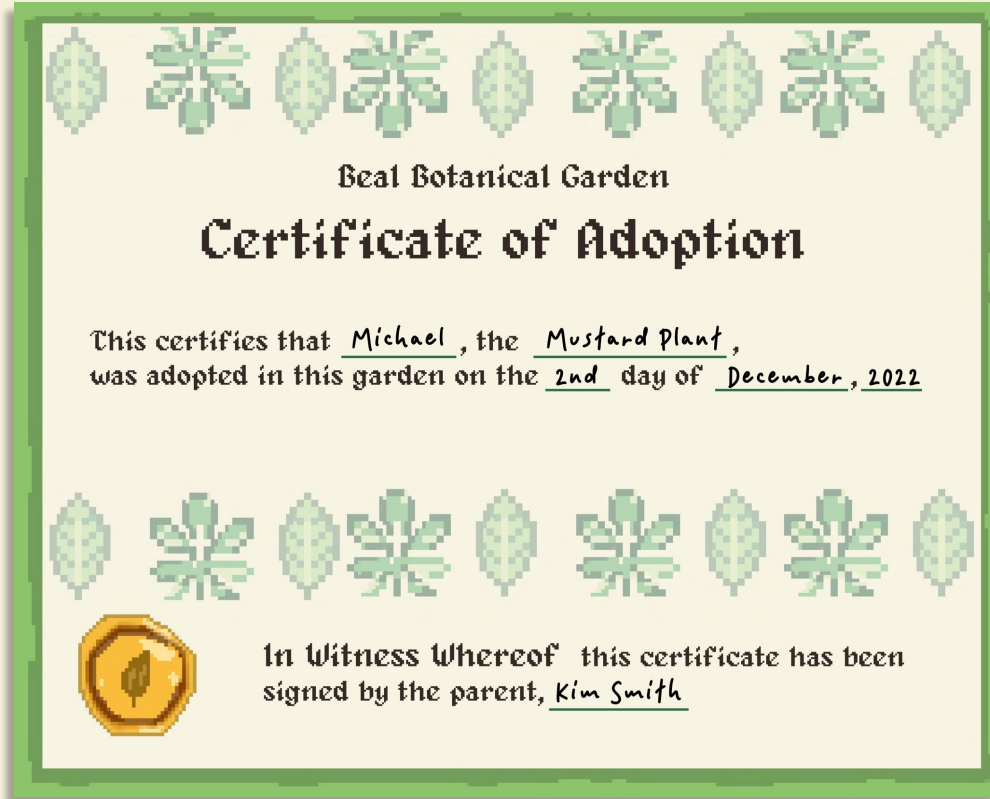 Beal Botanical Garden
Certificate of Adoption
This certifies that Michael, the Mustard Plant,
was adopted in this garden on the 2nd day of December, 2022
In Witness Whereof this certificate has been
signed by the parent, Kim Smith